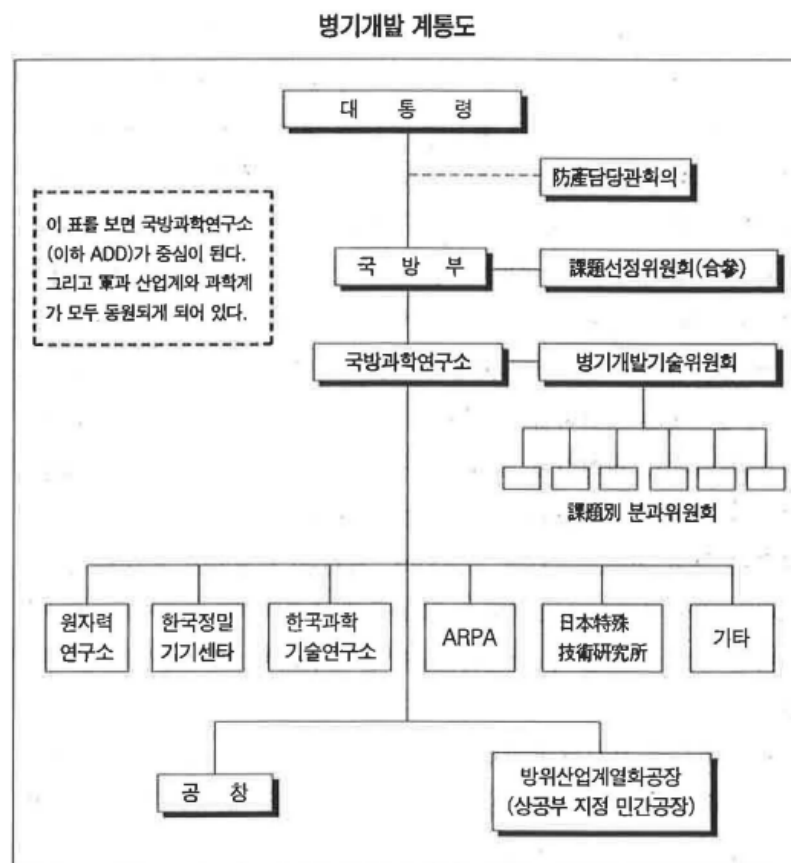 병기개발 계통도
대 통 령
防産담당관회의
이 표를 보면 국방과학연구소
(이하 ADD)가 중심이 된다.
그리고 軍과 산업계와 과학계
가 모두 동원되게 되어 있다.
국 방 부
課題선정위원회(合參)
국방과학연구소
병기개발기술위원회
課題別 분과위원회
원자력
연구소
한국정밀
기기센타
한국과학
기술연구소
ARPA
日本特殊
技術硏究所
기타
공 창
방위산업계열화공장
(상공부 지정 민간공장)